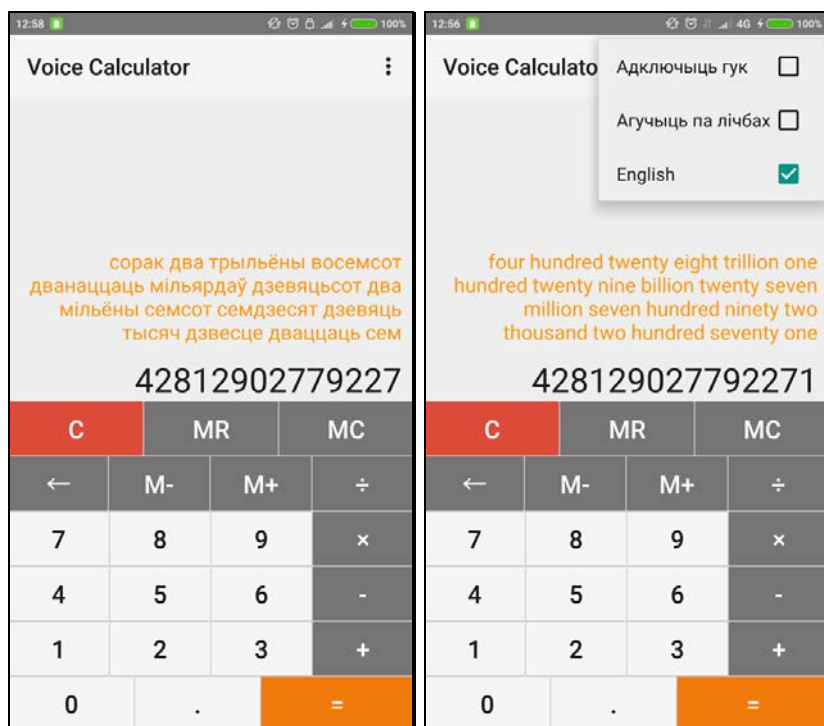 12:58
100%
Voice Calculator
сорак два трыльёны восемсот
дванаццаць мільярдаў дзевяцьсот два
мільёны семсот семдзесят дзевяць
тысяч дзвесце дваццаць сем
42812902779227
C MR MC
← M- M+ ÷
7 8 9 ×
4 5 6 -
1 2 3 +
0 . =
12:56
4G 100%
Voice Calculato
Адключыць гук
Агучыць па лічбах
English
four hundred twenty eight trillion one
hundred twenty nine billion twenty seven
million seven hundred ninety two
thousand two hundred seventy one
428129027792271
C MR MC
← M- M+ ÷
7 8 9 ×
4 5 6 -
1 2 3 +
0 . =